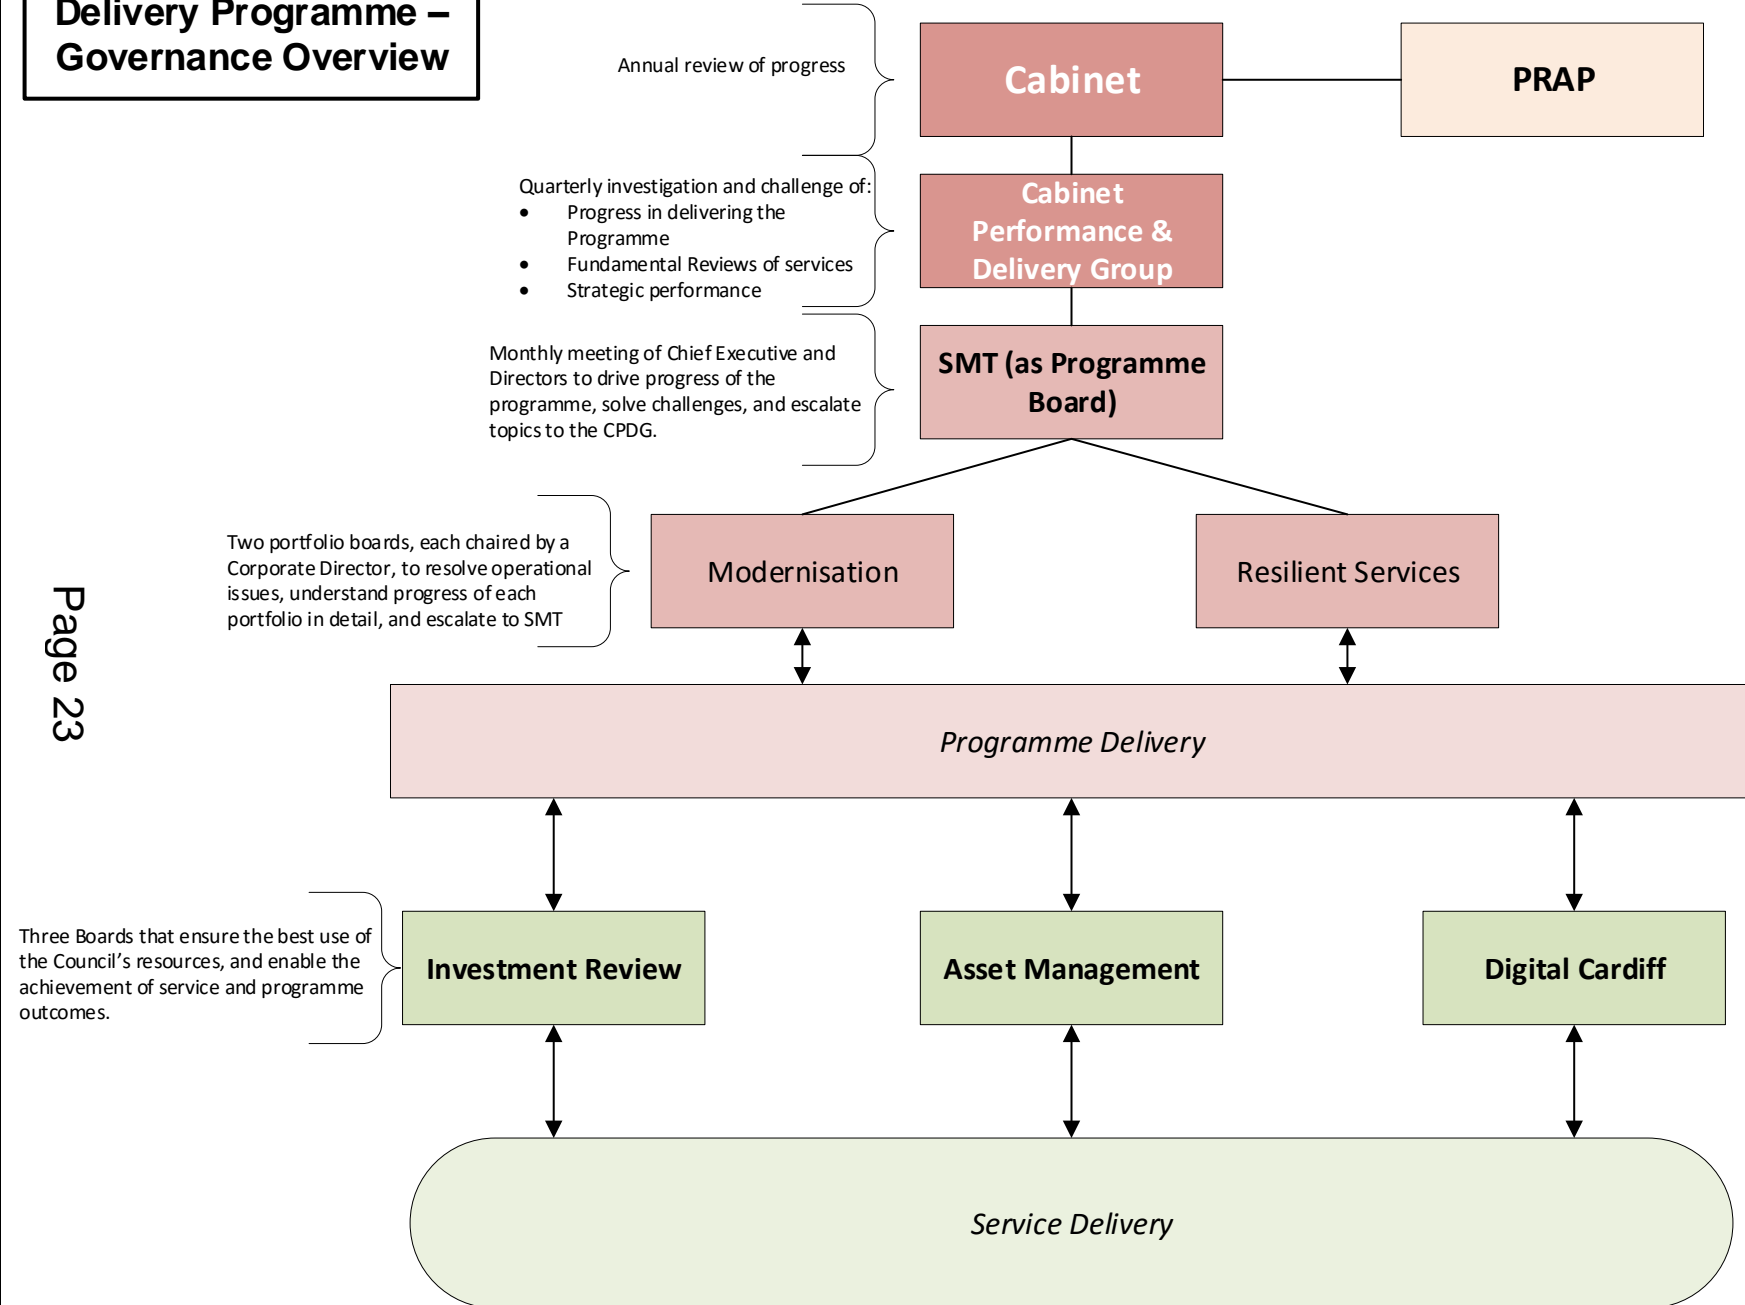 Delivery Programme –
Governance Overview
Annual review of progress
Cabinet
PRAP
Quarterly investigation and challenge of:
• Progress in delivering the
Programme
• Fundamental Reviews of services
• Strategic performance
Cabinet
Performance &
Delivery Group
Monthly meeting of Chief Executive and
Directors to drive progress of the
programme, solve challenges, and escalate
topics to the CPDG.
SMT (as Programme
Board)
Two portfolio boards, each chaired by a
Corporate Director, to resolve operational
issues, understand progress of each
portfolio in detail, and escalate to SMT
Modernisation
Resilient Services
Page 23
Programme Delivery
Three Boards that ensure the best use of
the Council’s resources, and enable the
achievement of service and programme
outcomes.
Investment Review
Asset Management
Digital Cardiff
Service Delivery